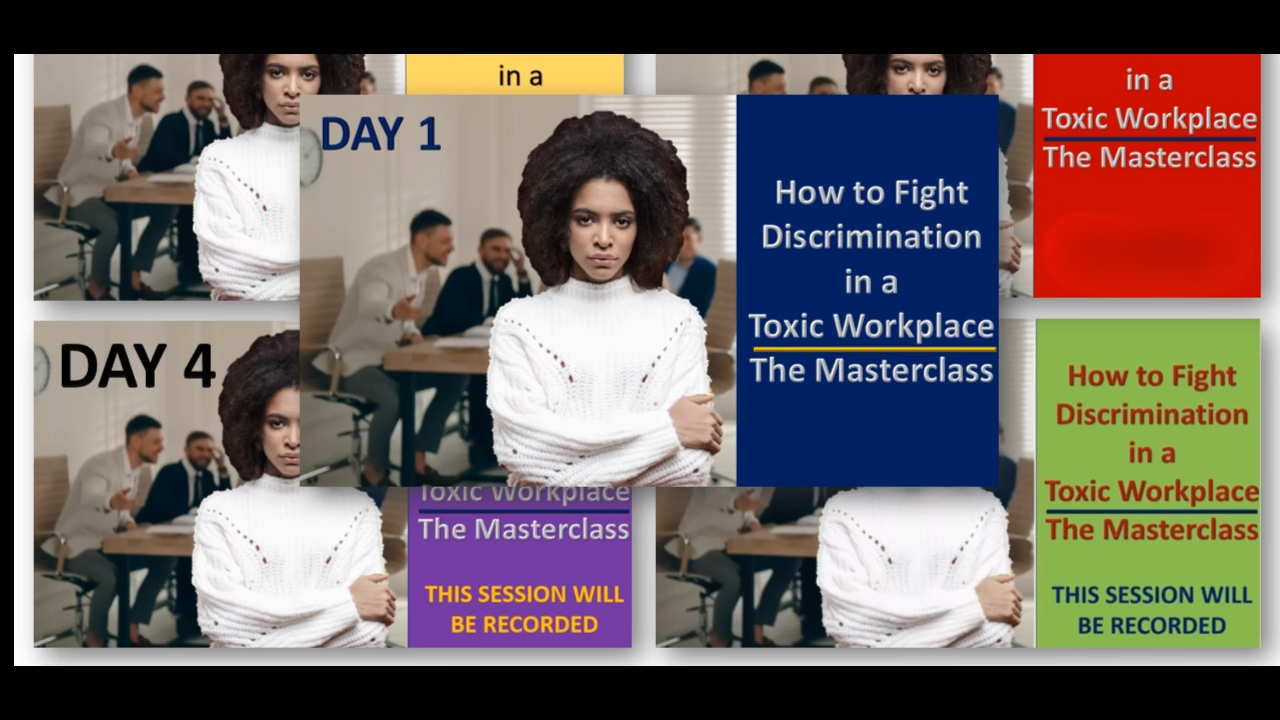 in a
in a
Toxic Workplace
The Masterclass
DAY 1
How to Fight
Discrimination
in a
Toxic Workplace
The Masterclass
DAY 4
Toxic Workplace
The Masterclass
THIS SESSION WILL
BE RECORDED
How to Fight
Discrimination
in a
Toxic Workplace
The Masterclass
THIS SESSION WILL
BE RECORDED